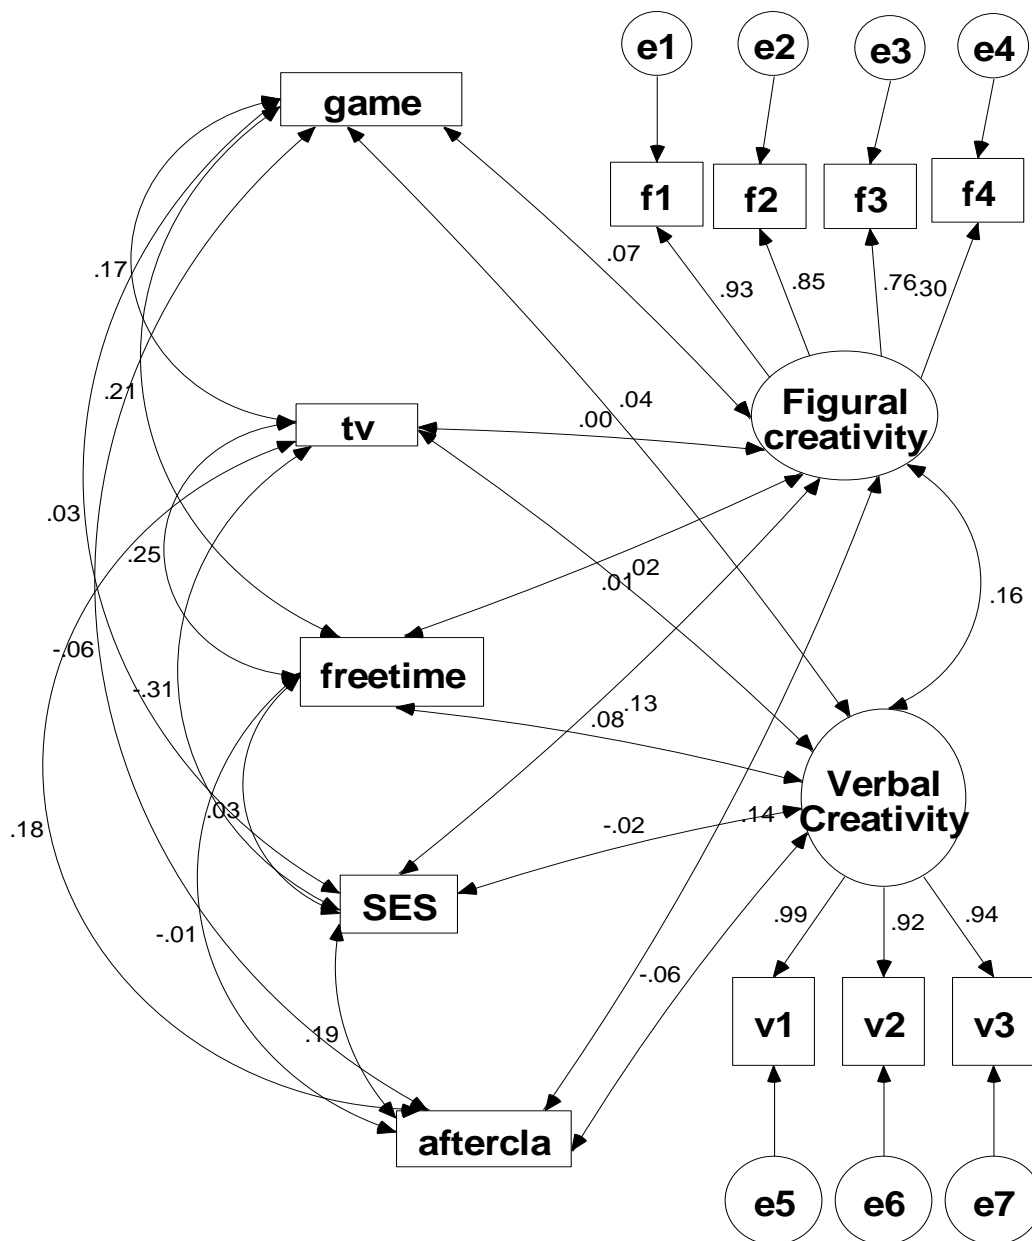 e1
e2
e3
e4
game
f1
f2
f3
f4
.07
.17
.93
.85
.76
.30
.21
.04
.00
Figural
creativity
tv
.03
.25
.02
.01
.16
-.06
freetime
-.31
.13
.08
Verbal
Creativity
.03
.18
-.02
.14
SES
-.01
.99
.92
.94
-.06
.19
v1
v2
v3
aftercla
e5
e6
e7